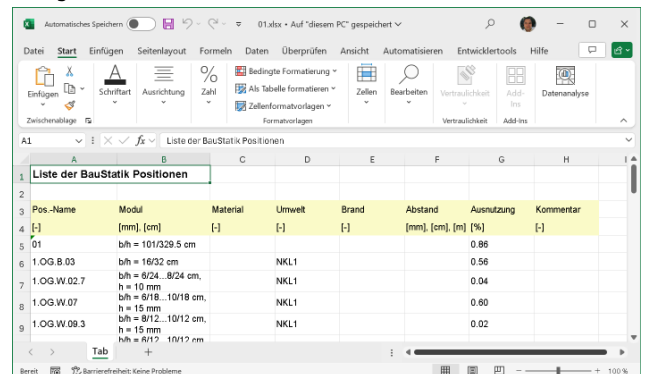 Automatisches Speichern 01.xlsx • Auf "diesem PC" gespeichert
Datei Start Einfügen Seitenlayout Formeln Daten Überprüfen Ansicht Automatisieren Entwicklertools Hilfe
Einfügen Schriftart Ausrichtung Zahl Bedingte Formatierung Als Tabelle formatieren Zellenformatvorlagen Zellen Bearbeiten Vertraulichkeit Add-Ins Datenanalyse
Zwischenablage Formatvorlagen Vertraulichkeit Add-Ins
A1 fx Liste der BauStatik Positionen
A B C D E F G H I
1 Liste der BauStatik Positionen
2
3 Pos.-Name Modul Material Umwelt Brand Abstand Ausnutzung Kommentar
4 [-] [mm], [cm] [-] [-] [-] [mm], [cm], [m] [%] [-]
5 01 b/h = 101/329.5 cm 0.86
6 1.OG.B.03 b/h = 16/32 cm NKL1 0.56
7 1.OG.W.02.7 b/h = 6/24...8/24 cm, h = 10 mm NKL1 0.04
8 1.OG.W.07 b/h = 6/18...10/18 cm, h = 15 mm NKL1 0.60
9 1.OG.W.09.3 b/h = 8/12...10/12 cm, h = 15 mm NKL1 0.02
b/h = 6/12...10/12 cm
Tab
Bereit Barrierefreiheit: Keine Probleme 100 %